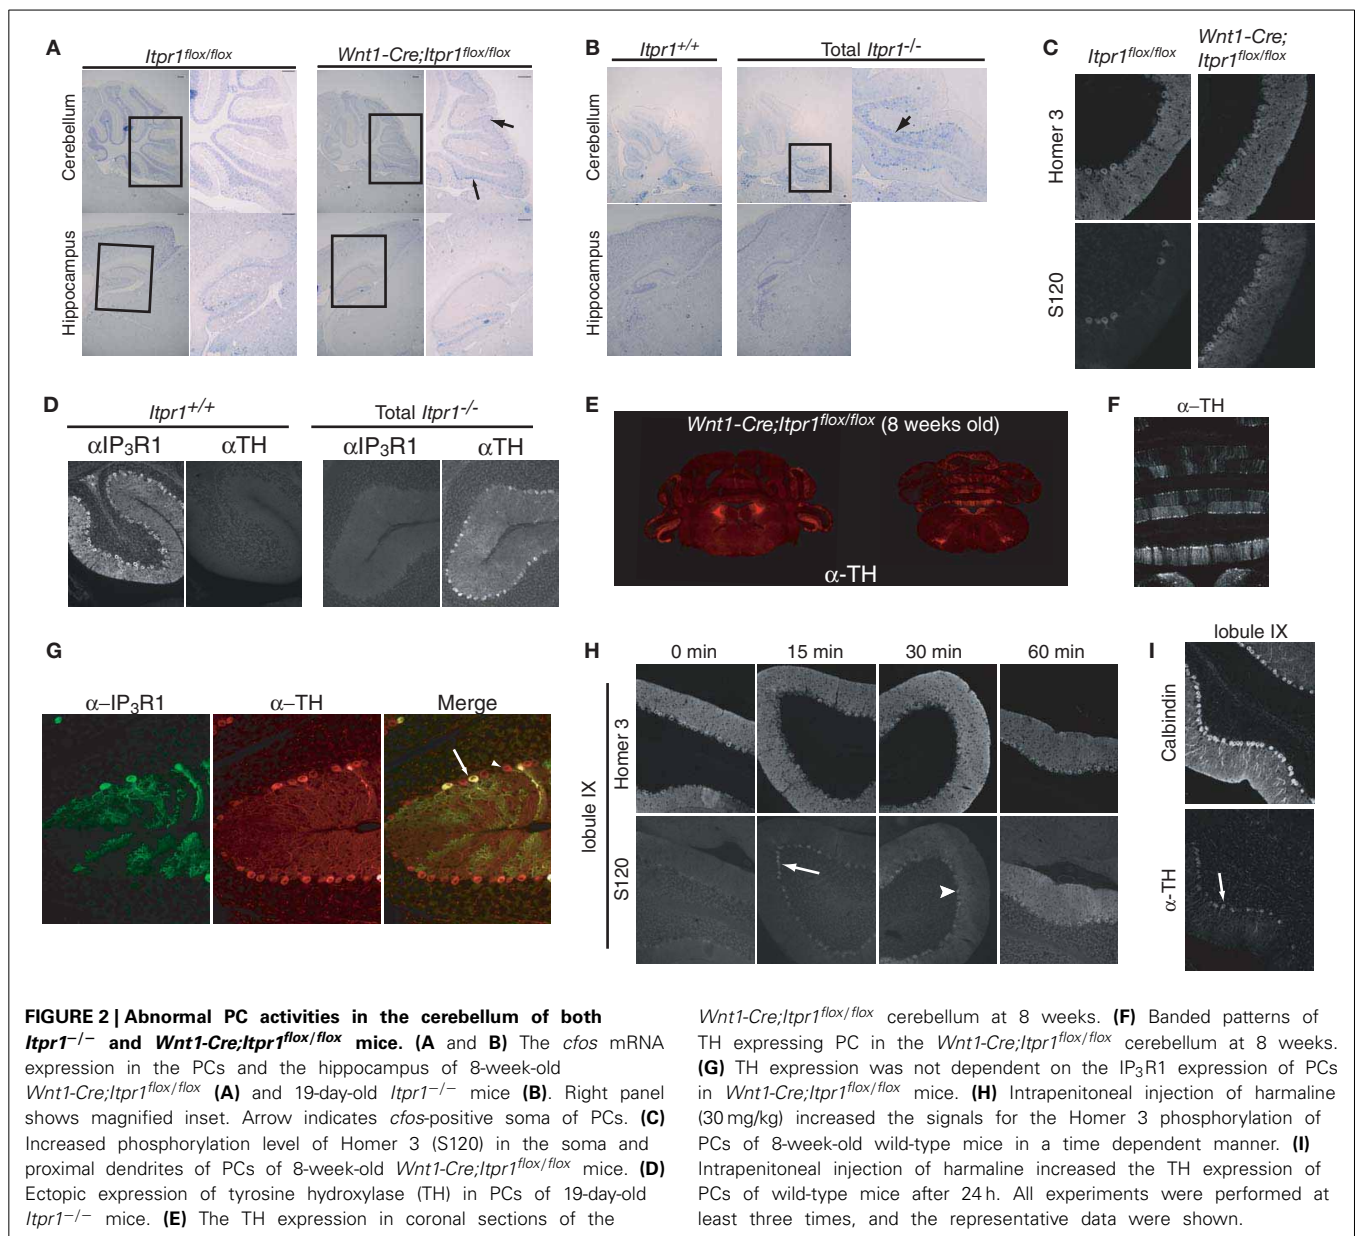 A
Itpr1flox/flox
Wnt1-Cre;Itpr1flox/flox
Cerebellum
Hippocampus
B
Itpr1+/+
Total Itpr1-/-
Cerebellum
Hippocampus
C
Itpr1flox/flox
Wnt1-Cre;
Itpr1flox/flox
Homer 3
S120
D
Itpr1+/+
Total Itpr1-/-
αIP3R1
αTH
αIP3R1
αTH
E
Wnt1-Cre;Itpr1flox/flox (8 weeks old)
α-TH
F
α–TH
G
α–IP3R1
α–TH
Merge
H
0 min
15 min
30 min
60 min
lobule IX
Homer 3
S120
I
lobule IX
Calbindin
α-TH
FIGURE 2 | Abnormal PC activities in the cerebellum of both
Itpr1−/− and Wnt1-Cre;Itpr1flox/flox mice. (A and B) The cfos mRNA
expression in the PCs and the hippocampus of 8-week-old
Wnt1-Cre;Itpr1flox/flox (A) and 19-day-old Itpr1−/− mice (B). Right panel
shows magnified inset. Arrow indicates cfos-positive soma of PCs. (C)
Increased phosphorylation level of Homer 3 (S120) in the soma and
proximal dendrites of PCs of 8-week-old Wnt1-Cre;Itpr1flox/flox mice. (D)
Ectopic expression of tyrosine hydroxylase (TH) in PCs of 19-day-old
Itpr1−/− mice. (E) The TH expression in coronal sections of the
Wnt1-Cre;Itpr1flox/flox cerebellum at 8 weeks. (F) Banded patterns of
TH expressing PC in the Wnt1-Cre;Itpr1flox/flox cerebellum at 8 weeks.
(G) TH expression was not dependent on the IP3R1 expression of PCs
in Wnt1-Cre;Itpr1flox/flox mice. (H) Intrapenitoneal injection of harmaline
(30 mg/kg) increased the signals for the Homer 3 phosphorylation of
PCs of 8-week-old wild-type mice in a time dependent manner. (I)
Intrapenitoneal injection of harmaline increased the TH expression of
PCs of wild-type mice after 24 h. All experiments were performed at
least three times, and the representative data were shown.